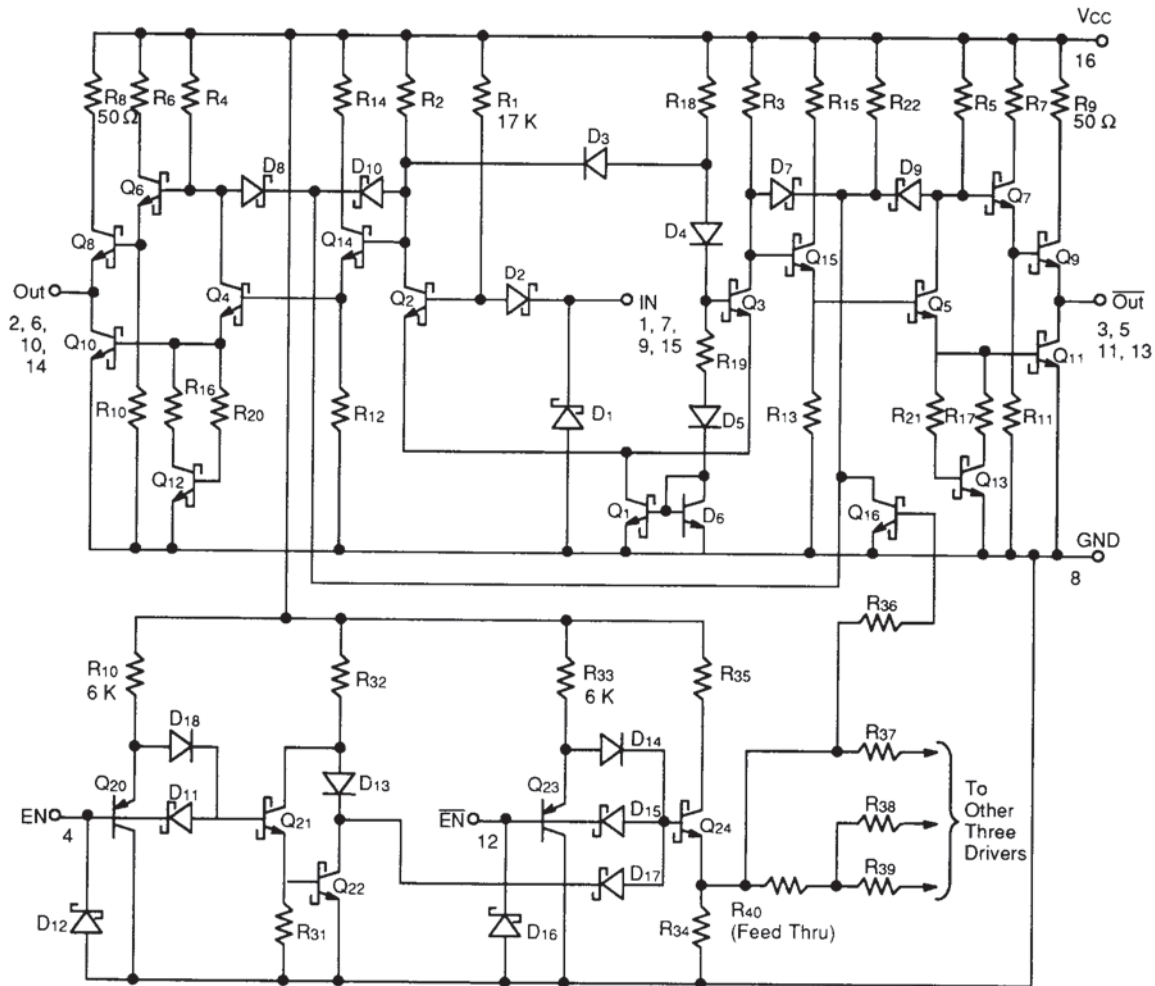 VCC
16
R8
50 Ω
R6
R4
R14
R2
R1
17 K
R18
R3
R15
R22
R5
R7
R9
50 Ω
D3
Q6
D8
D10
D7
D9
Q7
Q8
Q14
D4
Q15
Q9
Out
2, 6,
10,
14
Q4
Q2
D2
IN
1, 7,
9, 15
Q3
Q5
Out
3, 5
11, 13
Q10
Q11
R16
R19
R10
R20
R12
D1
D5
R13
R21
R17
R11
Q12
Q13
Q1
D6
Q16
GND
8
R36
R10
6 K
R32
R33
6 K
R35
D18
D14
R37
Q20
D11
D13
Q23
D15
R38
To
Other
Three
Drivers
EN
4
Q21
EN
12
Q24
Q22
D17
R39
D12
R31
D16
R34
R40
(Feed Thru)